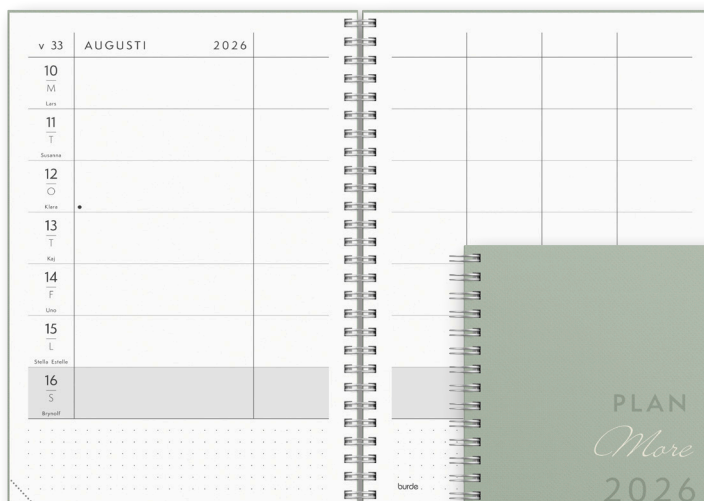 v 33 AUGUSTI 2026
10
M
Lars
11
T
Susanna
12
O
Klara
13
T
Kaj
14
F
Uno
15
L
Stella Estelle
16
S
Brynolf
burde
PLAN
More
2026